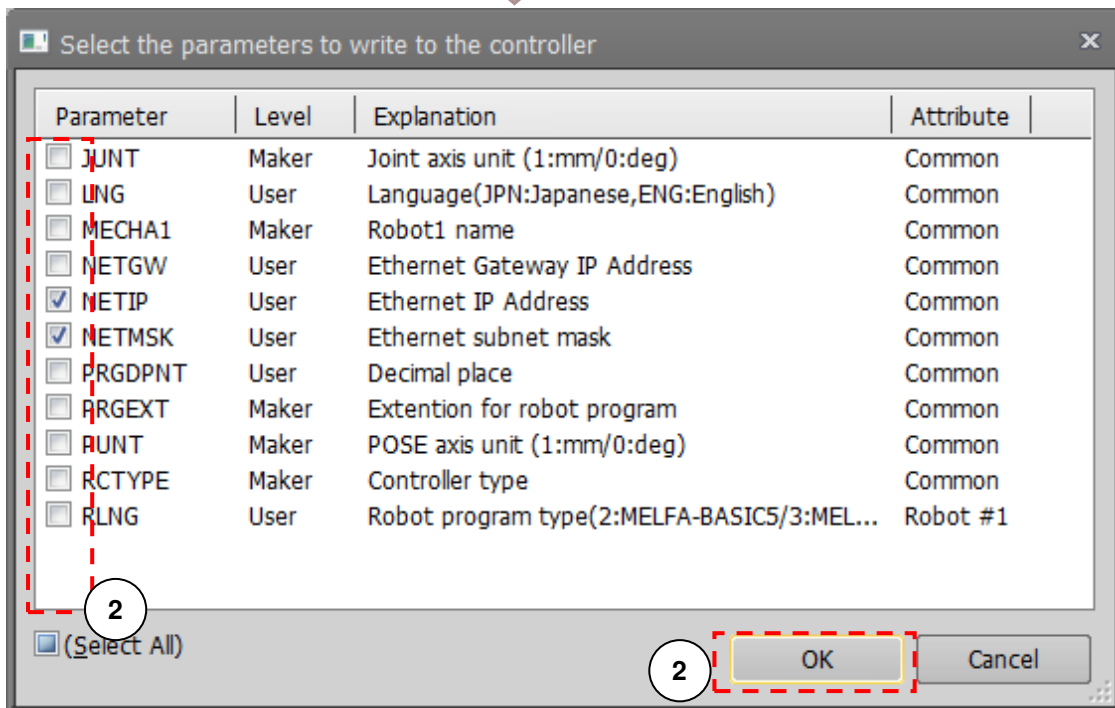 Select the parameters to write to the controller
Parameter Level Explanation Attribute
JUNT Maker Joint axis unit (1:mm/0:deg) Common
LNG User Language(JPN:Japanese,ENG:English) Common
MECHA1 Maker Robot1 name Common
NETGW User Ethernet Gateway IP Address Common
NETIP User Ethernet IP Address Common
NETMSK User Ethernet subnet mask Common
PRGDPNT User Decimal place Common
PRGEXT Maker Extention for robot program Common
PUNT Maker POSE axis unit (1:mm/0:deg) Common
RCTYPE Maker Controller type Common
RLNG User Robot program type(2:MELFA-BASIC5/3:MEL... Robot #1
2
(Select All)
2 OK Cancel